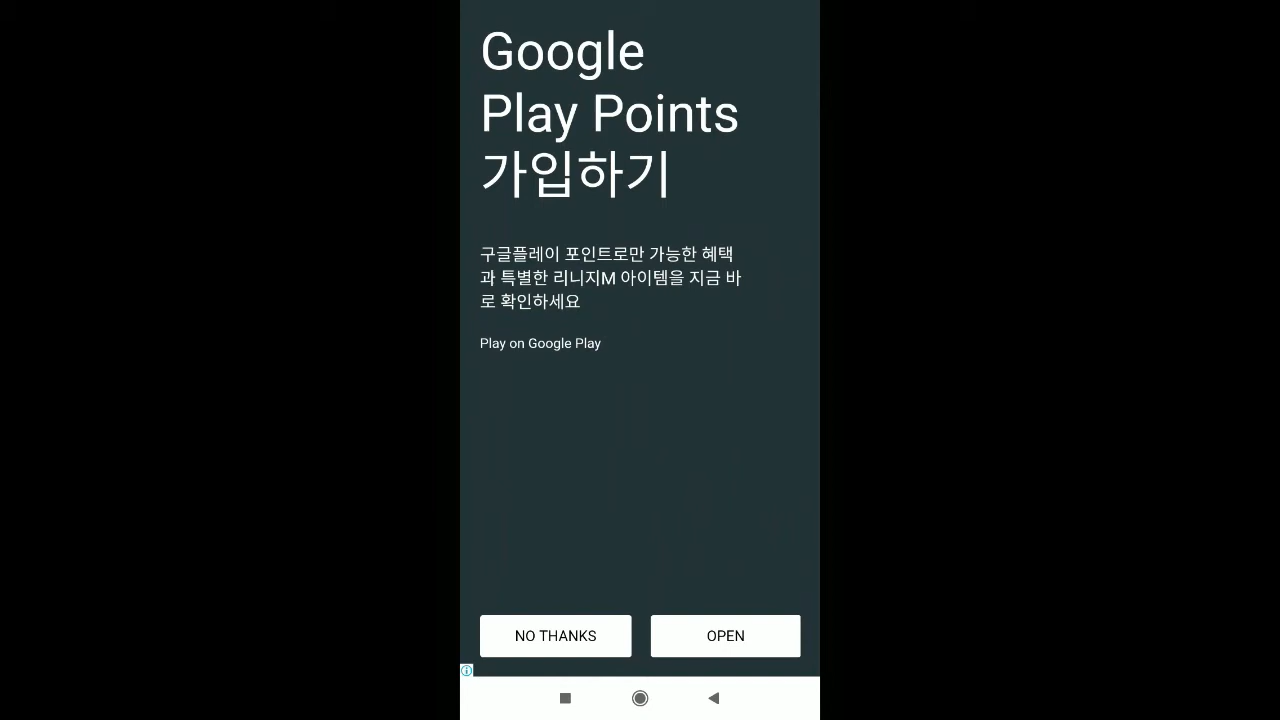 Google
Play Points
가입하기
구글플레이 포인트로만 가능한 혜택
과 특별한 리니지M 아이템을 지금 바
로 확인하세요
Play on Google Play
NO THANKS
OPEN